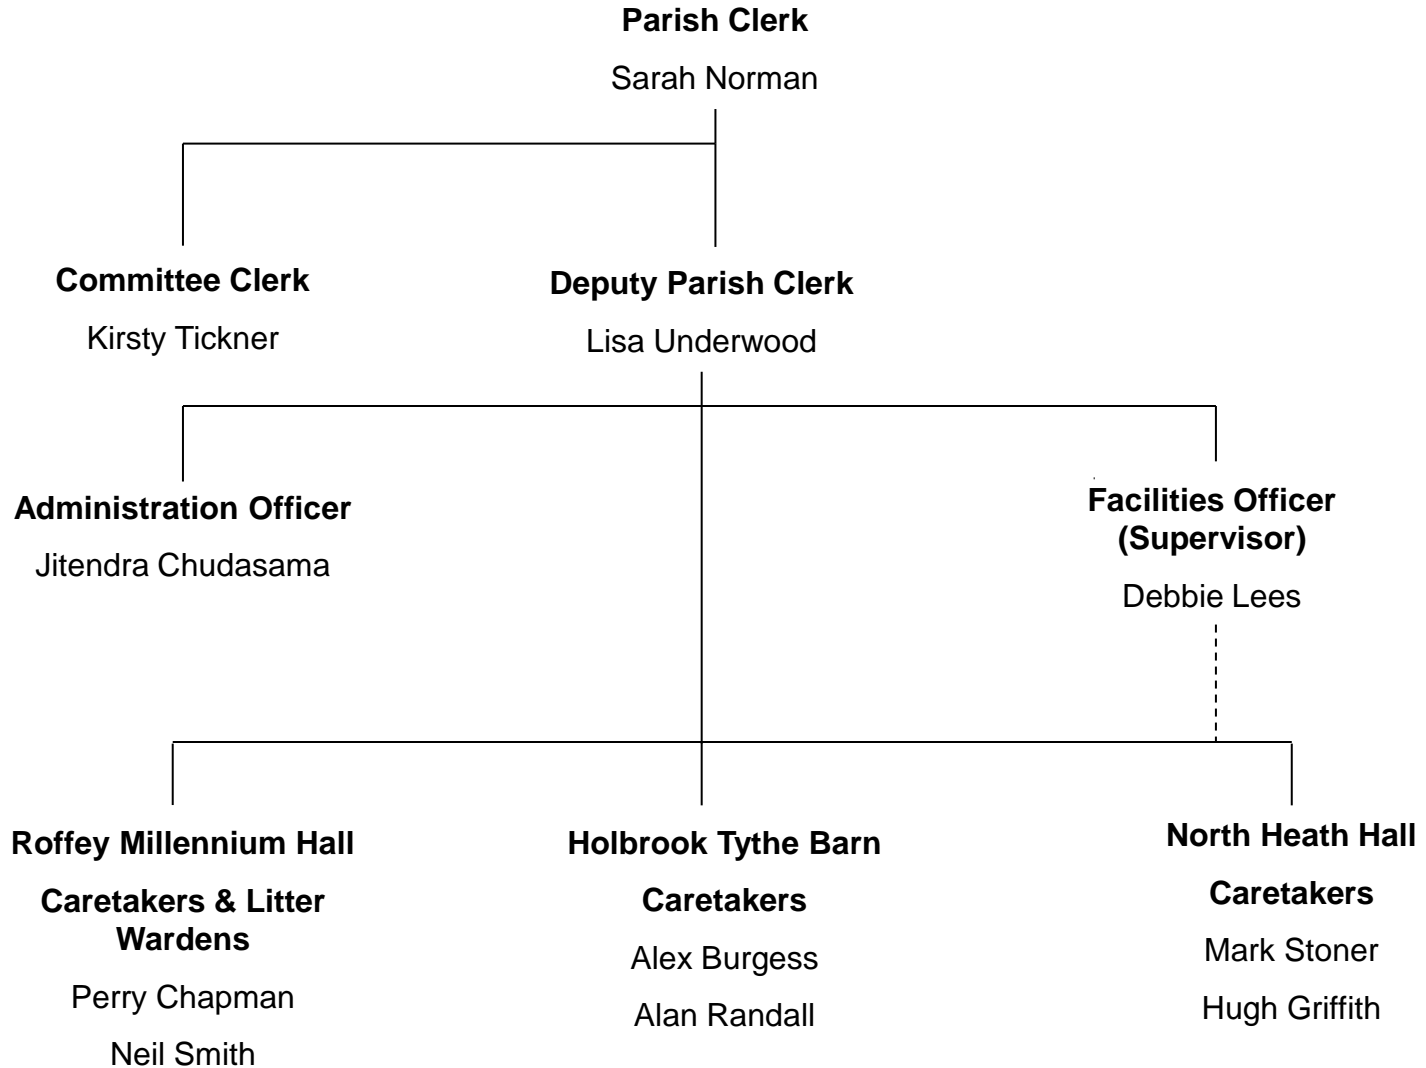 Parish Clerk
Sarah Norman
Committee Clerk
Kirsty Tickner
Deputy Parish Clerk
Lisa Underwood
Administration Officer
Jitendra Chudasama
Facilities Officer
(Supervisor)
Debbie Lees
Roffey Millennium Hall
Caretakers & Litter
Wardens
Perry Chapman
Neil Smith
Holbrook Tythe Barn
Caretakers
Alex Burgess
Alan Randall
North Heath Hall
Caretakers
Mark Stoner
Hugh Griffith